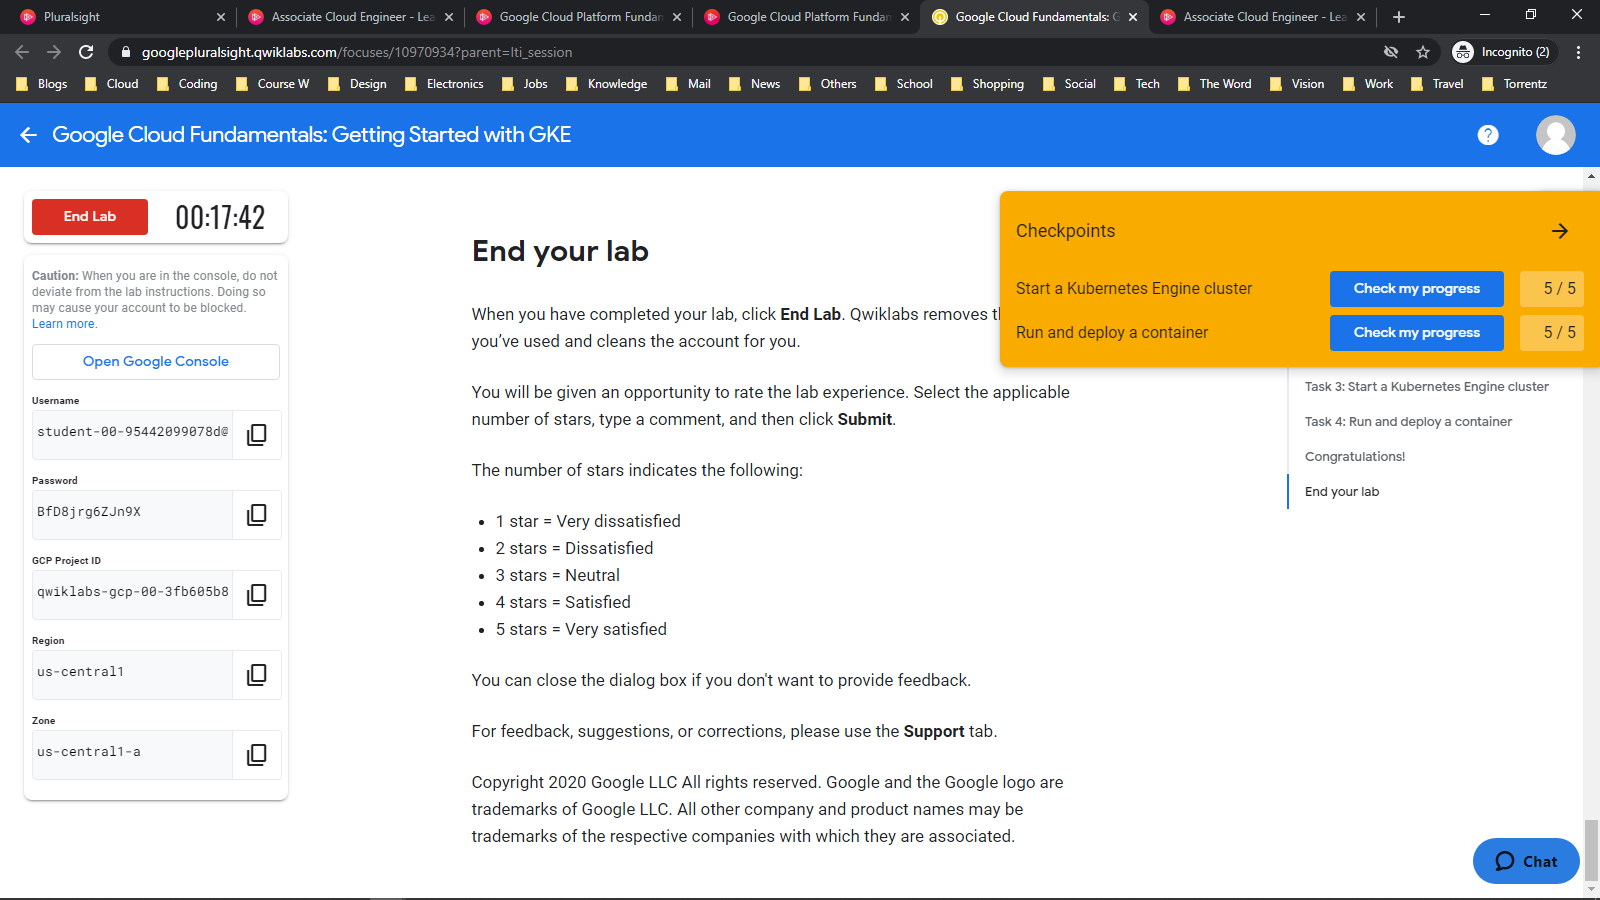 Pluralsight
Associate Cloud Engineer - Lea
Google Cloud Platform Fundan
Google Cloud Platform Fundan
Google Cloud Fundamentals: G
Associate Cloud Engineer - Lea
googlepluralsight.qwiklabs.com/focuses/10970934?parent=lti_session
Incognito (2)
Blogs Cloud Coding Course W Design Electronics Jobs Knowledge Mail News Others School Shopping Social Tech The Word Vision Work Travel Torrentz
Google Cloud Fundamentals: Getting Started with GKE
?
End Lab
00:17:42
Caution: When you are in the console, do not
deviate from the lab instructions. Doing so
may cause your account to be blocked.
Learn more.
Open Google Console
Username
student-00-95442099078d@
Password
BfD8jrg6ZJn9X
GCP Project ID
qwiklabs-gcp-00-3fb605b8
Region
us-central1
Zone
us-central1-a
End your lab
When you have completed your lab, click End Lab. Qwiklabs removes th
you've used and cleans the account for you.
You will be given an opportunity to rate the lab experience. Select the applicable
number of stars, type a comment, and then click Submit.
The number of stars indicates the following:
• 1 star = Very dissatisfied
• 2 stars = Dissatisfied
• 3 stars = Neutral
• 4 stars = Satisfied
• 5 stars = Very satisfied
You can close the dialog box if you don't want to provide feedback.
For feedback, suggestions, or corrections, please use the Support tab.
Copyright 2020 Google LLC All rights reserved. Google and the Google logo are
trademarks of Google LLC. All other company and product names may be
trademarks of the respective companies with which they are associated.
Checkpoints
Start a Kubernetes Engine cluster
Check my progress
5 / 5
Run and deploy a container
Check my progress
5 / 5
Task 3: Start a Kubernetes Engine cluster
Task 4: Run and deploy a container
Congratulations!
End your lab
Chat